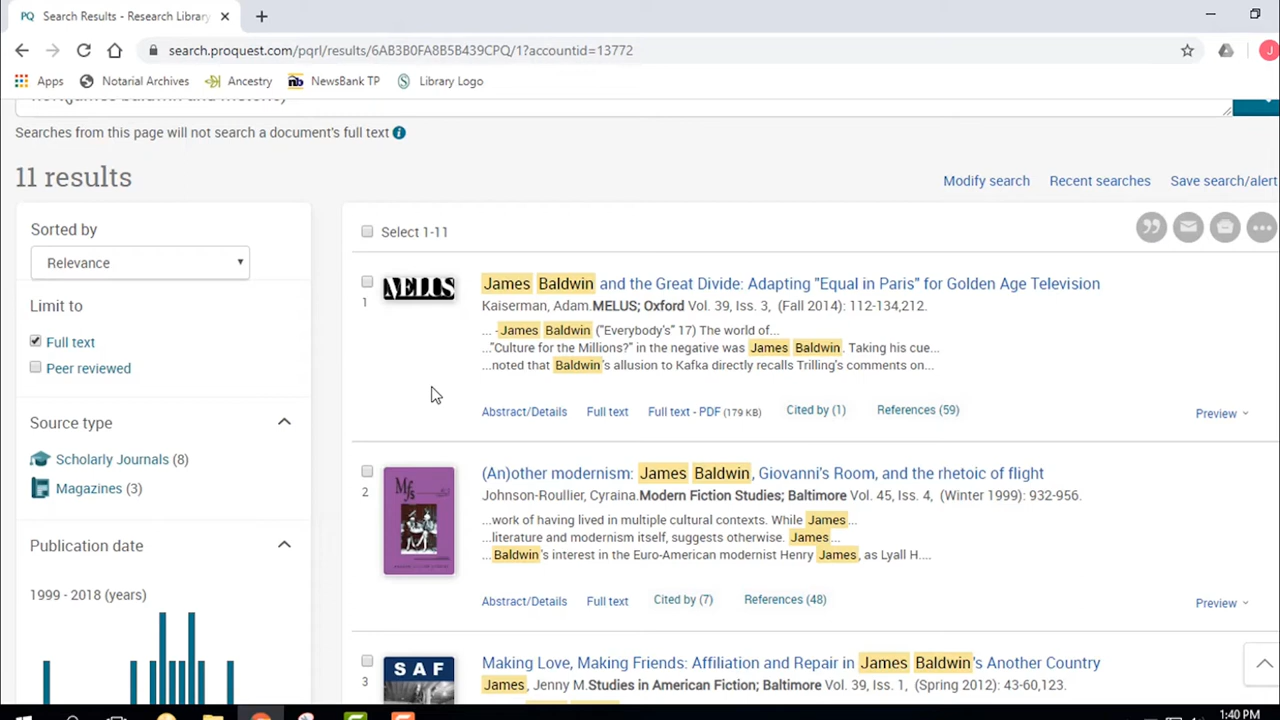 PQ Search Results - Research Library
search.proquest.com/pqrl/results/6AB3B0FA8B5B439CPQ/1?accountid=13772
J
Apps Notarial Archives Ancestry nb NewsBank TP Library Logo
Searches from this page will not search a document's full text
11 results
Modify search Recent searches Save search/alert
Sorted by
Relevance
Limit to
Full text
Peer reviewed
Source type
Scholarly Journals (8)
Magazines (3)
Publication date
1999 - 2018 (years)
Select 1-11
1
MELUS
James Baldwin and the Great Divide: Adapting "Equal in Paris" for Golden Age Television
Kaiserman, Adam.MELUS; Oxford Vol. 39, Iss. 3, (Fall 2014): 112-134,212.
... -James Baldwin ("Everybody's" 17) The world of...
..."Culture for the Millions?" in the negative was James Baldwin. Taking his cue...
...noted that Baldwin's allusion to Kafka directly recalls Trilling's comments on...
Abstract/Details Full text Full text - PDF (179 KB) Cited by (1) References (59) Preview
2
Mfs
(An)other modernism: James Baldwin, Giovanni's Room, and the rhetoic of flight
Johnson-Roullier, Cyraina.Modern Fiction Studies; Baltimore Vol. 45, Iss. 4, (Winter 1999): 932-956.
...work of having lived in multiple cultural contexts. While James...
...literature and modernism itself, suggests otherwise. James...
...Baldwin's interest in the Euro-American modernist Henry James, as Lyall H....
Abstract/Details Full text Cited by (7) References (48) Preview
3
SAF
Making Love, Making Friends: Affiliation and Repair in James Baldwin's Another Country
James, Jenny M.Studies in American Fiction; Baltimore Vol. 39, Iss. 1, (Spring 2012): 43-60,123.
1:40 PM